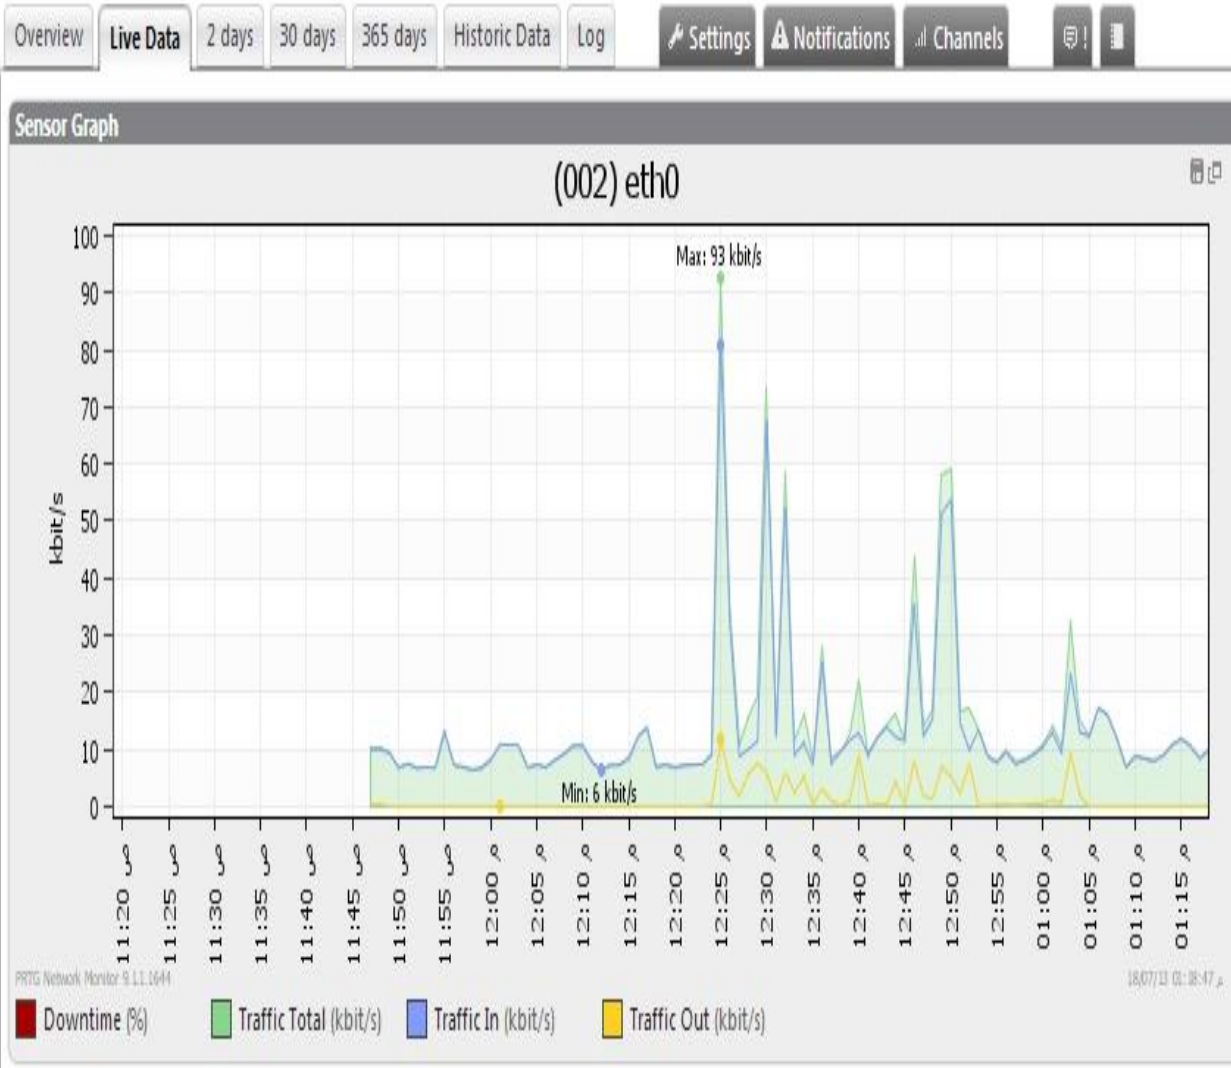 Overview Live Data 2 days 30 days 365 days Historic Data Log Settings Notifications Channels
Sensor Graph
(002) eth0
100
90
80
70
60
50
40
30
20
10
0
kbit/s
Max: 93 kbit/s
Min: 6 kbit/s
11:20 ص
11:25 ص
11:30 ص
11:35 ص
11:40 ص
11:45 ص
11:50 ص
11:55 ص
12:00 م
12:05 م
12:10 م
12:15 م
12:20 م
12:25 م
12:30 م
12:35 م
12:40 م
12:45 م
12:50 م
12:55 م
01:00 م
01:05 م
01:10 م
01:15 م
PRTG Network Monitor 9.1.1.1644 18/07/13 01:18:47 م
Downtime (%) Traffic Total (kbit/s) Traffic In (kbit/s) Traffic Out (kbit/s)